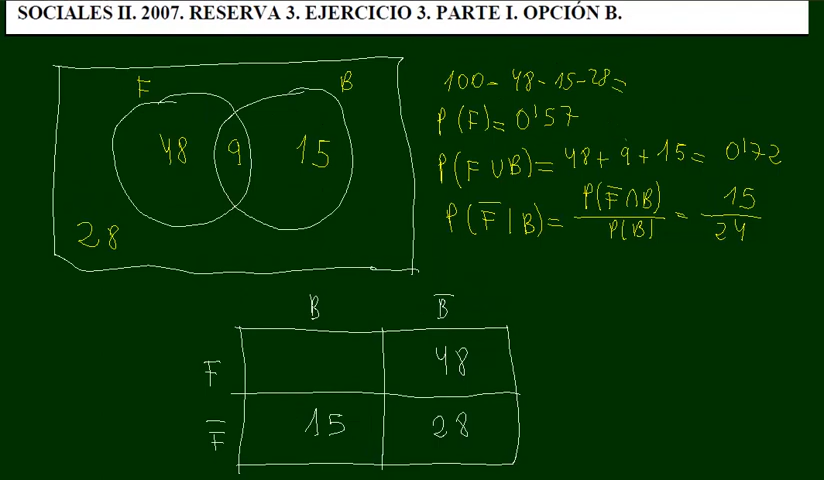 SOCIALES II. 2007. RESERVA 3. EJERCICIO 3. PARTE I. OPCIÓN B.
F B
48 9 15
28
100-48-15-28=
P(F)=0'57
P(F∪B)=48+9+15=0'72
P(F̅|B)=P(F̅∩B)/P(B)=15/24
B B̅
F 48
F̅ 15 28